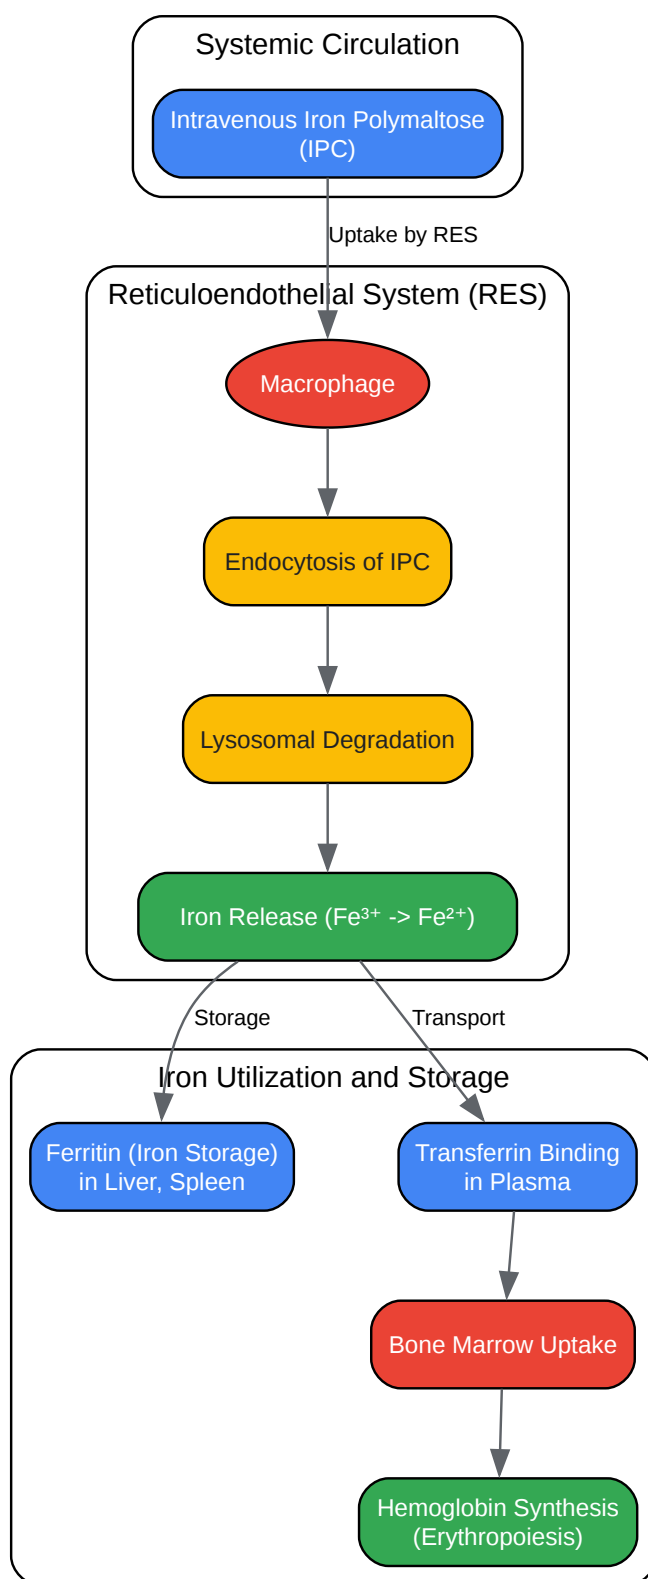 Systemic Circulation
Intravenous Iron Polymaltose
(IPC)
Uptake by RES
Reticuloendothelial System (RES)
Macrophage
Endocytosis of IPC
Lysosomal Degradation
Iron Release (Fe³⁺ -> Fe²⁺)
Storage
Transport
Iron Utilization and Storage
Ferritin (Iron Storage)
in Liver, Spleen
Transferrin Binding
in Plasma
Bone Marrow Uptake
Hemoglobin Synthesis
(Erythropoiesis)